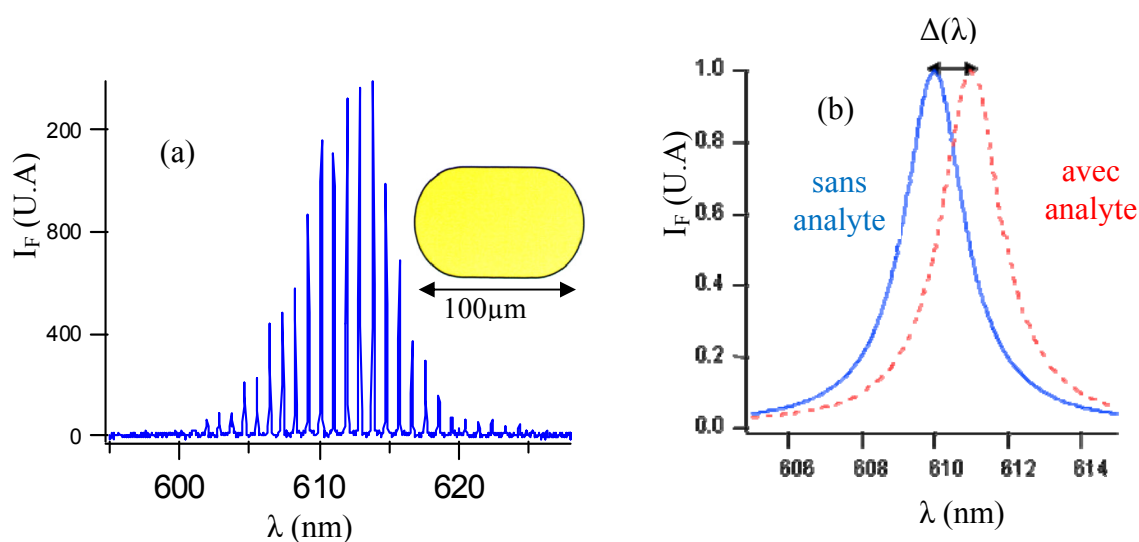 (a)
I_F (U.A)
200
800
400
0
100µm
600
610
620
λ (nm)
Δ(λ)
(b)
I_F (U.A)
1.0
0.8
0.6
0.4
0.2
0.0
sans
analyte
avec
analyte
606
608
610
612
614
λ (nm)